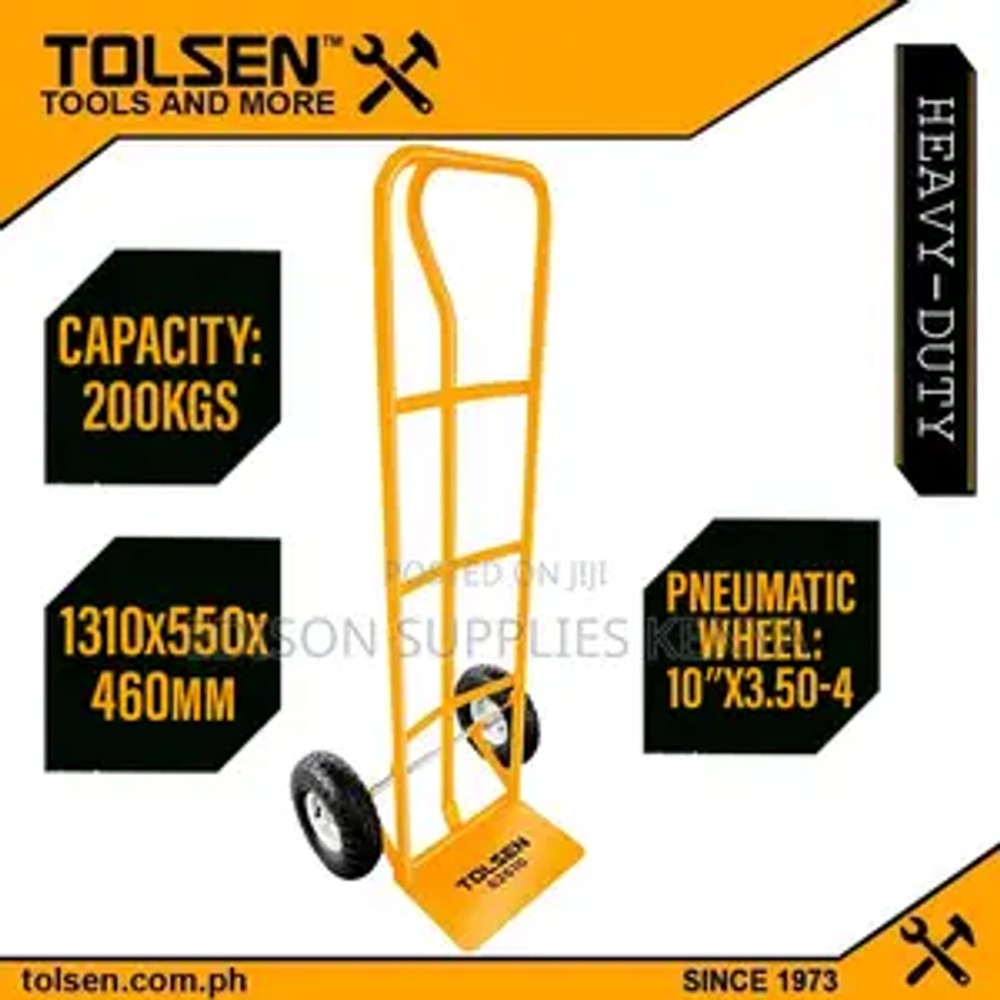 TOLSEN™
TOOLS AND MORE
HEAVY-DUTY
CAPACITY:
200KGS
1310x550x
460MM
POSTED ON JIJI
SON SUPPLIES
PNEUMATIC
WHEEL:
10"X3.50-4
TOLSEN
tolsen.com.ph
SINCE 1973